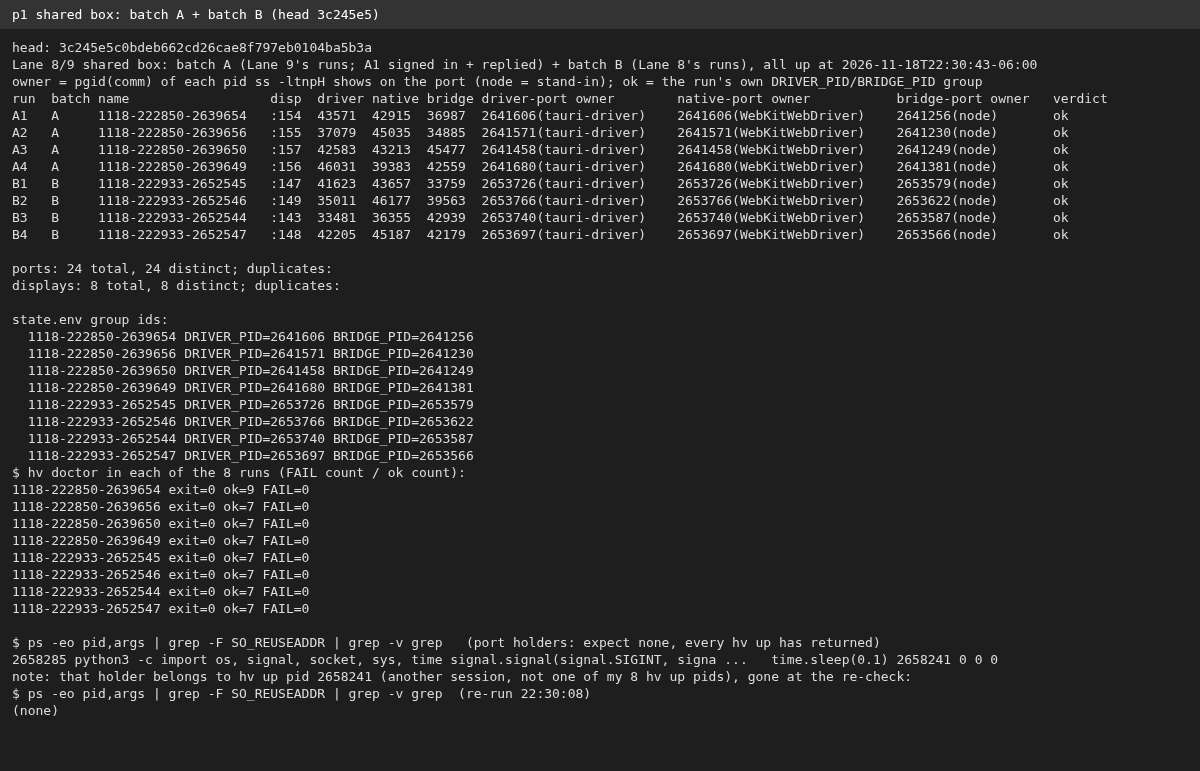 p1 shared box: batch A + batch B (head 3c245e5)
head: 3c245e5c0bdeb662cd26cae8f797eb0104ba5b3a
Lane 8/9 shared box: batch A (Lane 9's runs; A1 signed in + replied) + batch B (Lane 8's runs), all up at 2026-11-18T22:30:43-06:00
owner = pgid(comm) of each pid ss -ltnpH shows on the port (node = stand-in); ok = the run's own DRIVER_PID/BRIDGE_PID group
run  batch name                  disp  driver native bridge driver-port owner        native-port owner           bridge-port owner   verdict
A1   A     1118-222850-2639654   :154  43571  42915  36987  2641606(tauri-driver)    2641606(WebKitWebDriver)    2641256(node)       ok
A2   A     1118-222850-2639656   :155  37079  45035  34885  2641571(tauri-driver)    2641571(WebKitWebDriver)    2641230(node)       ok
A3   A     1118-222850-2639650   :157  42583  43213  45477  2641458(tauri-driver)    2641458(WebKitWebDriver)    2641249(node)       ok
A4   A     1118-222850-2639649   :156  46031  39383  42559  2641680(tauri-driver)    2641680(WebKitWebDriver)    2641381(node)       ok
B1   B     1118-222933-2652545   :147  41623  43657  33759  2653726(tauri-driver)    2653726(WebKitWebDriver)    2653579(node)       ok
B2   B     1118-222933-2652546   :149  35011  46177  39563  2653766(tauri-driver)    2653766(WebKitWebDriver)    2653622(node)       ok
B3   B     1118-222933-2652544   :143  33481  36355  42939  2653740(tauri-driver)    2653740(WebKitWebDriver)    2653587(node)       ok
B4   B     1118-222933-2652547   :148  42205  45187  42179  2653697(tauri-driver)    2653697(WebKitWebDriver)    2653566(node)       ok
ports: 24 total, 24 distinct; duplicates:
displays: 8 total, 8 distinct; duplicates:
state.env group ids:
  1118-222850-2639654 DRIVER_PID=2641606 BRIDGE_PID=2641256
  1118-222850-2639656 DRIVER_PID=2641571 BRIDGE_PID=2641230
  1118-222850-2639650 DRIVER_PID=2641458 BRIDGE_PID=2641249
  1118-222850-2639649 DRIVER_PID=2641680 BRIDGE_PID=2641381
  1118-222933-2652545 DRIVER_PID=2653726 BRIDGE_PID=2653579
  1118-222933-2652546 DRIVER_PID=2653766 BRIDGE_PID=2653622
  1118-222933-2652544 DRIVER_PID=2653740 BRIDGE_PID=2653587
  1118-222933-2652547 DRIVER_PID=2653697 BRIDGE_PID=2653566
$ hv doctor in each of the 8 runs (FAIL count / ok count):
1118-222850-2639654 exit=0 ok=9 FAIL=0
1118-222850-2639656 exit=0 ok=7 FAIL=0
1118-222850-2639650 exit=0 ok=7 FAIL=0
1118-222850-2639649 exit=0 ok=7 FAIL=0
1118-222933-2652545 exit=0 ok=7 FAIL=0
1118-222933-2652546 exit=0 ok=7 FAIL=0
1118-222933-2652544 exit=0 ok=7 FAIL=0
1118-222933-2652547 exit=0 ok=7 FAIL=0
$ ps -eo pid,args | grep -F SO_REUSEADDR | grep -v grep   (port holders: expect none, every hv up has returned)
2658285 python3 -c import os, signal, socket, sys, time signal.signal(signal.SIGINT, signa ...   time.sleep(0.1) 2658241 0 0 0
note: that holder belongs to hv up pid 2658241 (another session, not one of my 8 hv up pids), gone at the re-check:
$ ps -eo pid,args | grep -F SO_REUSEADDR | grep -v grep  (re-run 22:30:08)
(none)